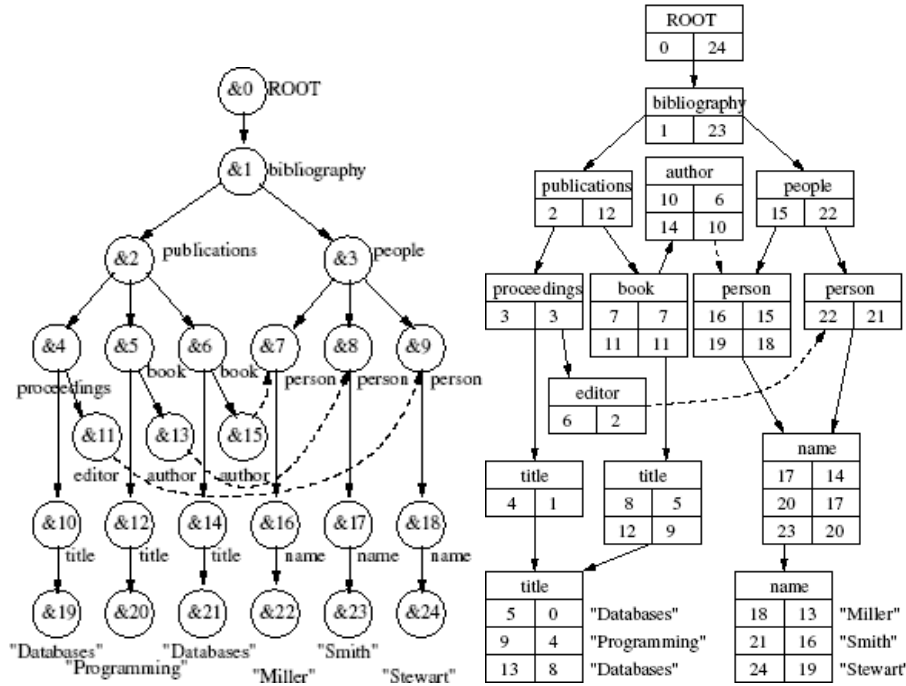 &0 ROOT
&1 bibliography
&2 publications
&3 people
&4 &5 &6 &7 &8 &9
proceedings book book person person person
&11 &13 &15
editor author author
&10 &12 &14 &16 &17 &18
title title title name name name
&19 &20 &21 &22 &23 &24
"Databases" "Programming" "Databases" "Miller" "Smith" "Stewart"
ROOT
0 24
bibliography
1 23
author
10 6
14 10
publications
2 12
people
15 22
proceedings
3 3
book
7 7
11 11
person
16 15
19 18
person
22 21
editor
6 2
name
17 14
20 17
23 20
title
4 1
title
8 5
12 9
title
5 0 "Databases"
9 4 "Programming"
13 8 "Databases"
name
18 13 "Miller"
21 16 "Smith"
24 19 "Stewart'